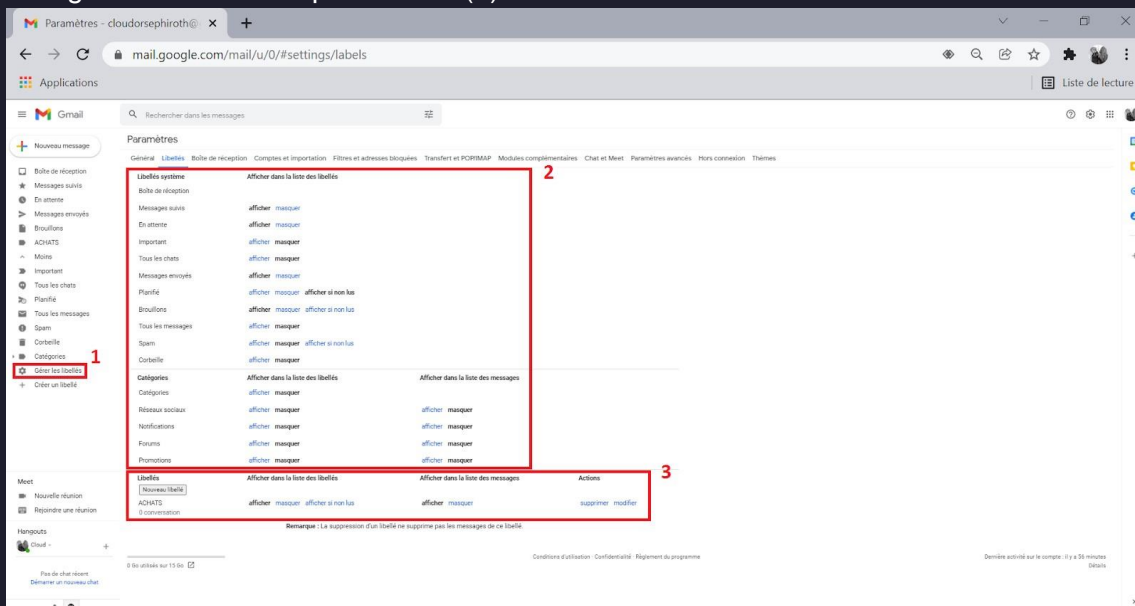 Paramètres - cloudorsephiroth@
mail.google.com/mail/u/0/#settings/labels
Applications
Liste de lecture
Gmail
Rechercher dans les messages
Nouveau message
Boîte de réception
Messages suivis
En attente
Messages envoyés
Brouillons
ACHATS
Moins
Important
Tous les chats
Planifié
Tous les messages
Spam
Corbeille
Catégories
1
Gérer les libellés
Créer un libellé
Meet
Nouvelle réunion
Rejoindre une réunion
Hangouts
Cloud
Pas de chat récent
Démarrer un nouveau chat
Paramètres
Général Libellés Boîte de réception Comptes et importation Filtres et adresses bloquées Transfert et POP/IMAP Modules complémentaires Chat et Meet Paramètres avancés Hors connexion Thèmes
2
Libellés système Afficher dans la liste des libellés
Boîte de réception
Messages suivis afficher masquer
En attente afficher masquer
Important afficher masquer
Tous les chats afficher masquer
Messages envoyés afficher masquer
Planifié afficher masquer afficher si non lus
Brouillons afficher masquer afficher si non lus
Tous les messages afficher masquer
Spam afficher masquer afficher si non lus
Corbeille afficher masquer
Catégories Afficher dans la liste des libellés Afficher dans la liste des messages
Catégories afficher masquer
Réseaux sociaux afficher masquer afficher masquer
Notifications afficher masquer afficher masquer
Forums afficher masquer afficher masquer
Promotions afficher masquer afficher masquer
3
Libellés Afficher dans la liste des libellés Afficher dans la liste des messages Actions
Nouveau libellé
ACHATS afficher masquer afficher si non lus afficher masquer supprimer modifier
0 conversation
Remarque : La suppression d'un libellé ne supprime pas les messages de ce libellé.
0 Go utilisés sur 15 Go
Conditions d'utilisation · Confidentialité · Règlement du programme
Dernière activité sur le compte : il y a 56 minutes
Détails